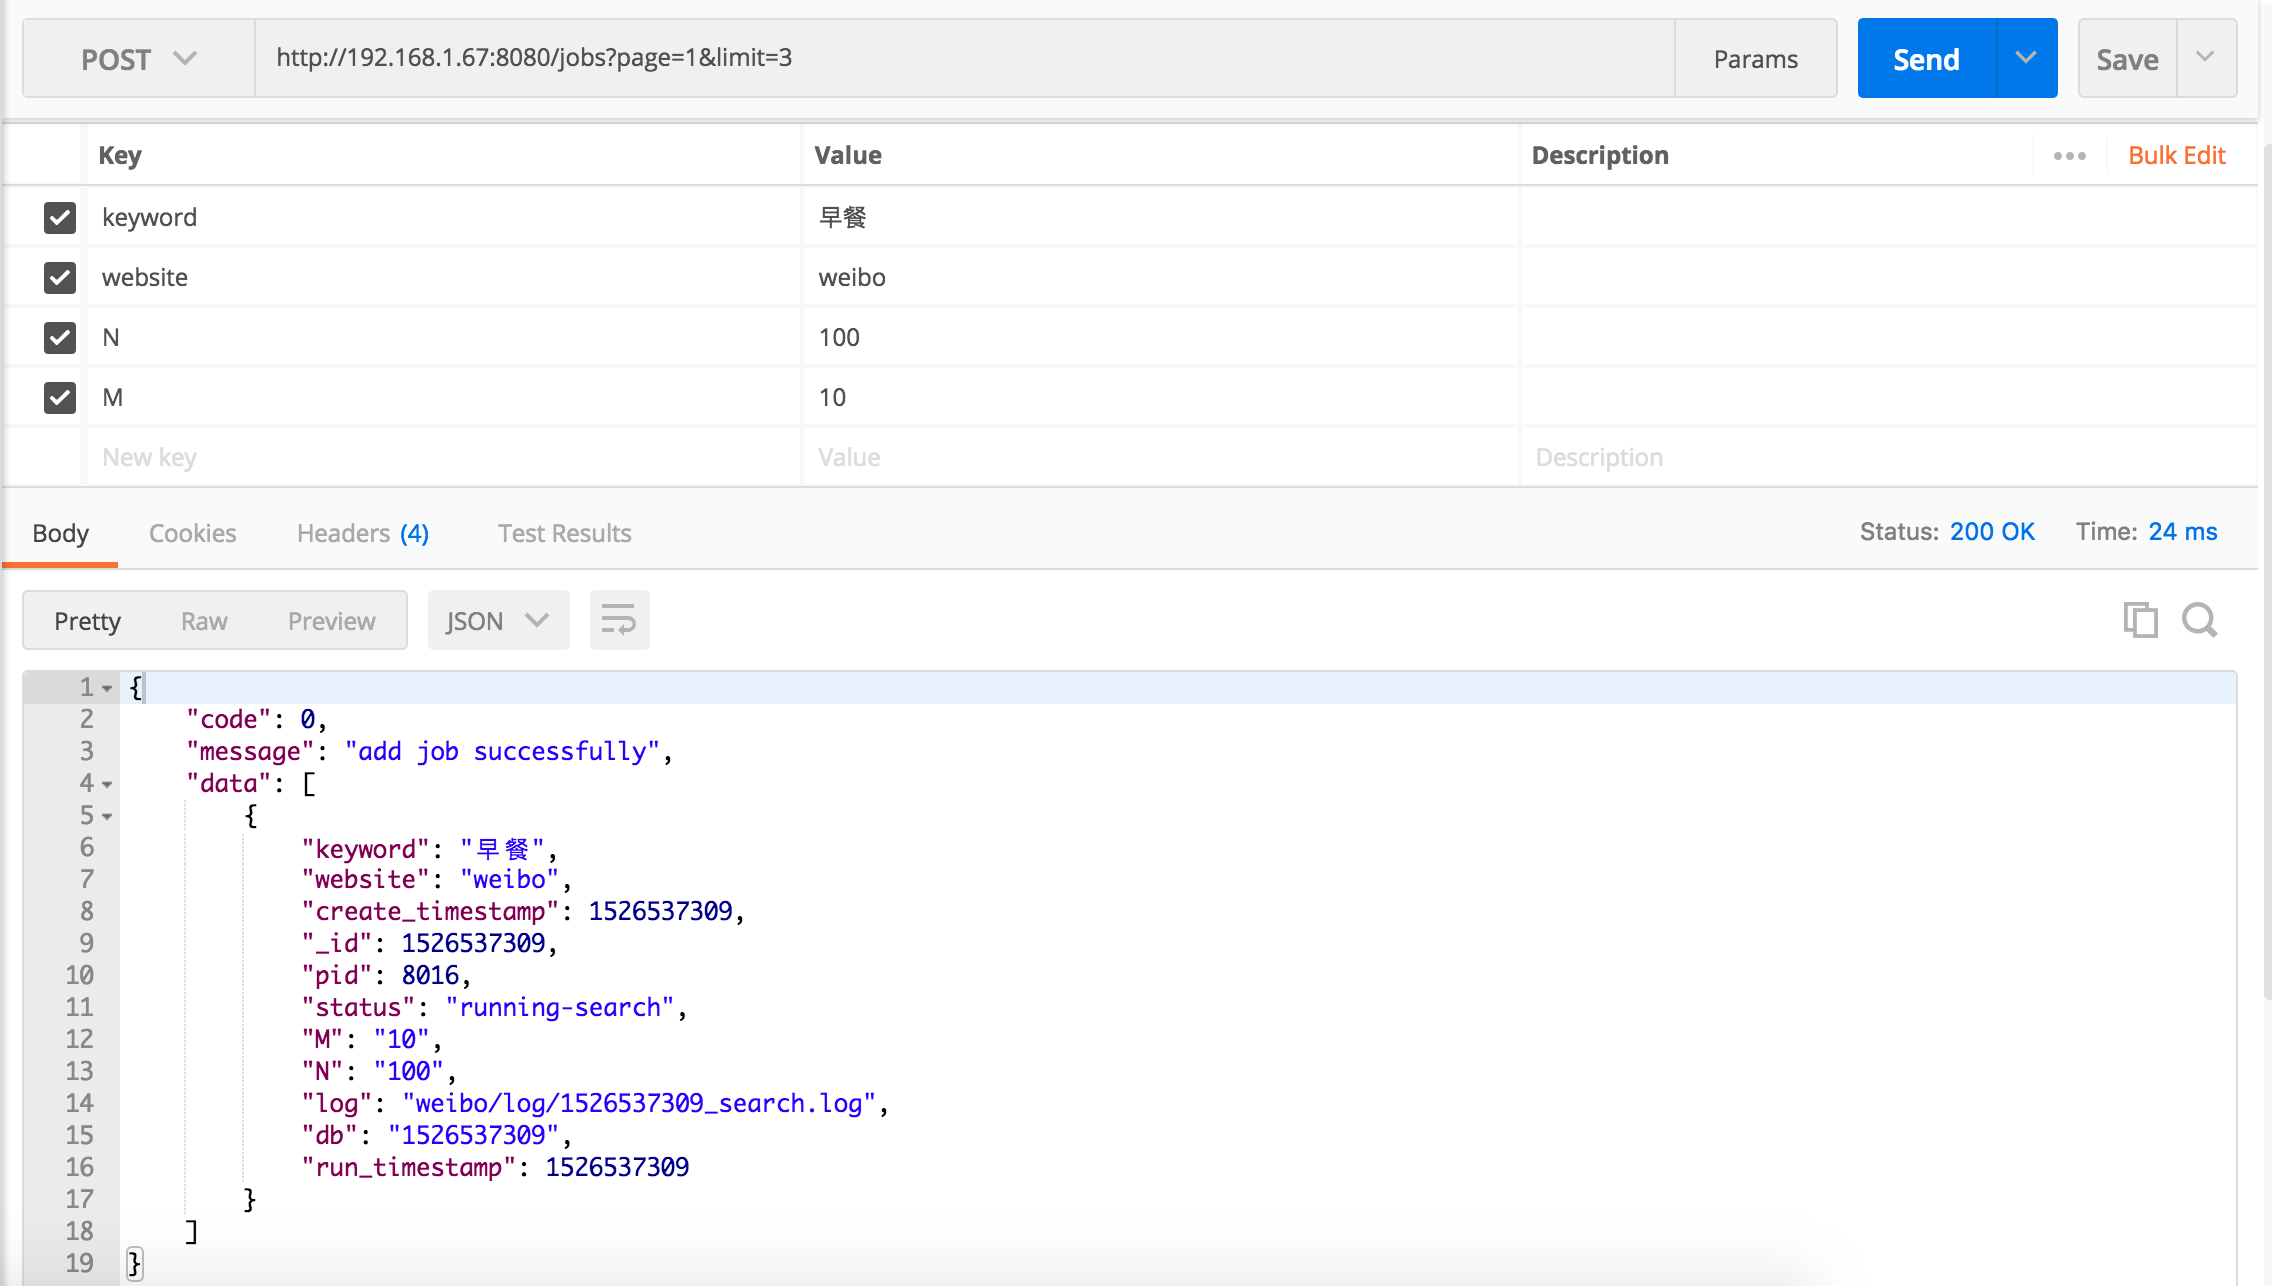 POST http://192.168.1.67:8080/jobs?page=1&limit=3 Params Send Save
Key Value Description Bulk Edit
keyword 早餐
website weibo
N 100
M 10
New key Value Description
Body Cookies Headers (4) Test Results Status: 200 OK Time: 24 ms
Pretty Raw Preview JSON
1 {
2 "code": 0,
3 "message": "add job successfully",
4 "data": [
5 {
6 "keyword": "早餐",
7 "website": "weibo",
8 "create_timestamp": 1526537309,
9 "_id": 1526537309,
10 "pid": 8016,
11 "status": "running-search",
12 "M": "10",
13 "N": "100",
14 "log": "weibo/log/1526537309_search.log",
15 "db": "1526537309",
16 "run_timestamp": 1526537309
17 }
18 ]
19 }